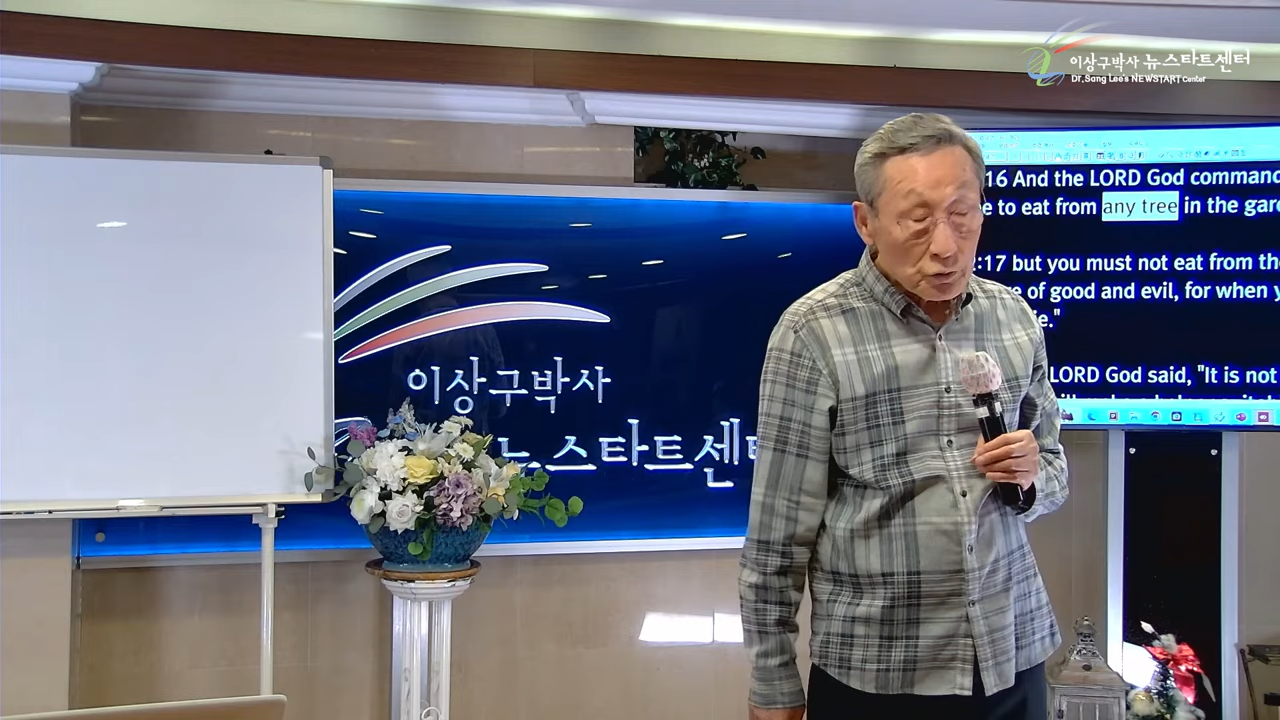 이상구박사 뉴스타트센터
Dr. Sang Lee's NEWSTART Center
16 And the LORD God command
e to eat from any tree in the gard
:17 but you must not eat from the
e of good and evil, for when y
ie."
LORD God said, "It is not
이상구박사
뉴스타트센터